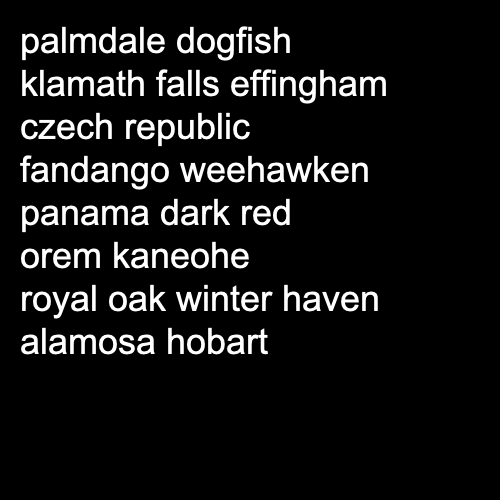 palmdale dogfish
klamath falls effingham
czech republic
fandango weehawken
panama dark red
orem kaneohe
royal oak winter haven
alamosa hobart